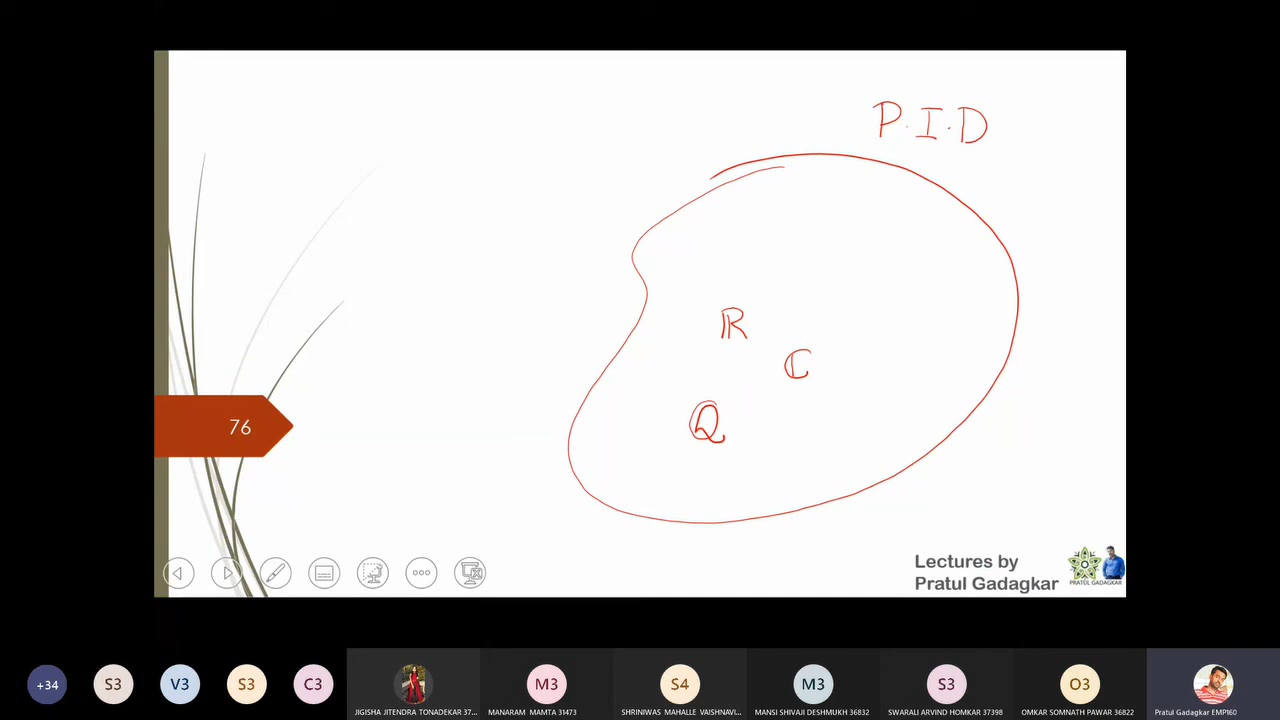 P.I.D
R
C
Q
76
Lectures by
Pratul Gadagkar
PRATUL GADAGKAR
+34
S3
V3
S3
C3
M3
S4
M3
S3
O3
JIGISHA JITENDRA TONADEKAR 37...
MANARAM MAMTA 31473
SHRINIWAS MAHALLE VAISHNAVI...
MANSI SHIVAJI DESHMUKH 36832
SWARALI ARVIND HOMKAR 37398
OMKAR SOMNATH PAWAR 36822
Pratul Gadagkar EMP160